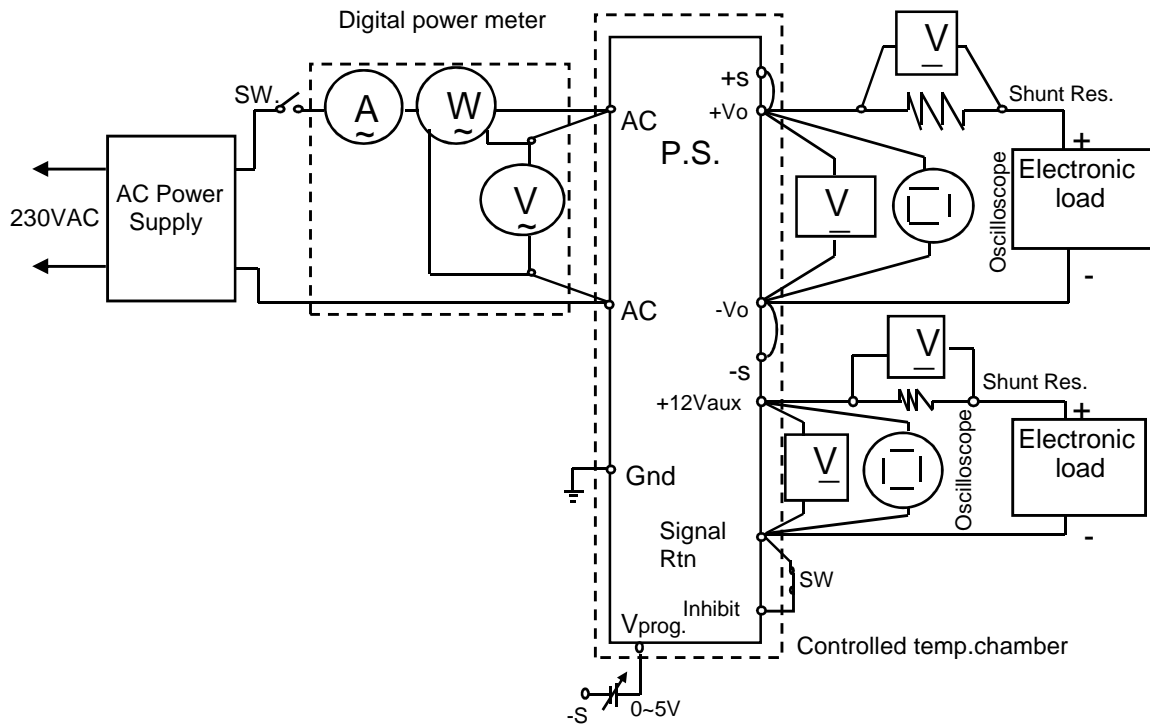 Digital power meter
SW.
A
~
W
~
V
~
AC Power
Supply
230VAC
AC
P.S.
AC
Gnd
Vprog.
-S
0~5V
+s
+Vo
-Vo
-s
+12Vaux
Signal
Rtn
Inhibit
SW
Controlled temp.chamber
V
Shunt Res.
V
Oscilloscope
+
Electronic
load
-
V
Shunt Res.
V
Oscilloscope
+
Electronic
load
-